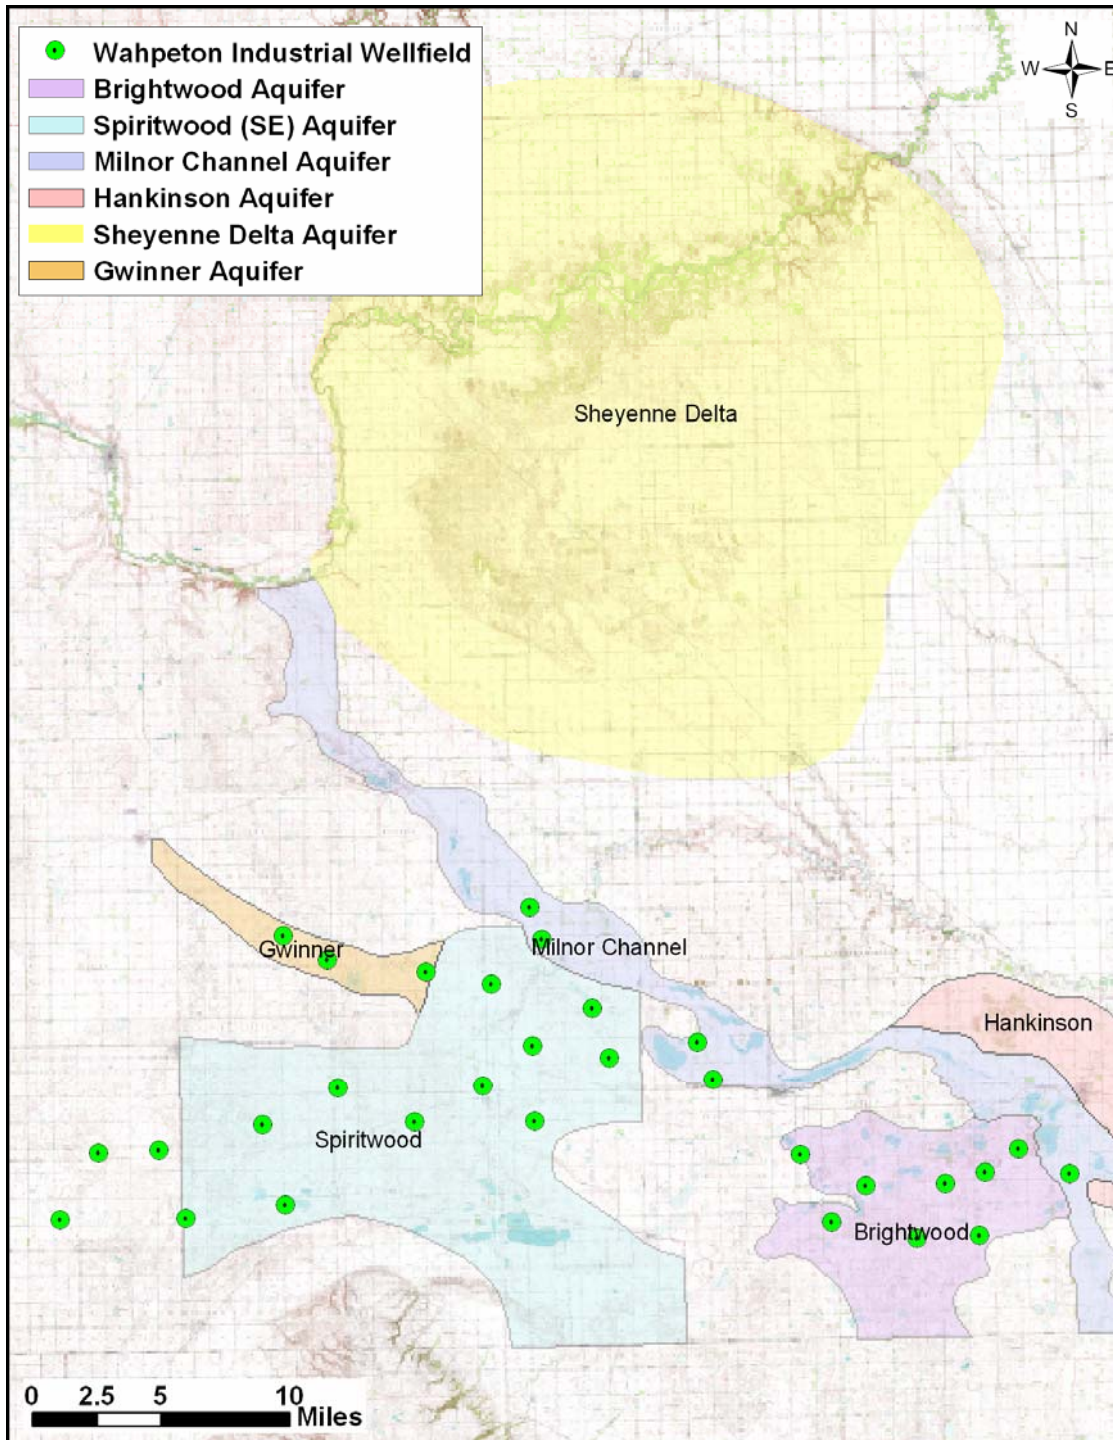 Wahpeton Industrial Wellfield
Brightwood Aquifer
Spiritwood (SE) Aquifer
Milnor Channel Aquifer
Hankinson Aquifer
Sheyenne Delta Aquifer
Gwinner Aquifer
N
W E
S
Sheyenne Delta
Gwinner
Milnor Channel
Hankinson
Spiritwood
Brightwood
0 2.5 5 10
Miles